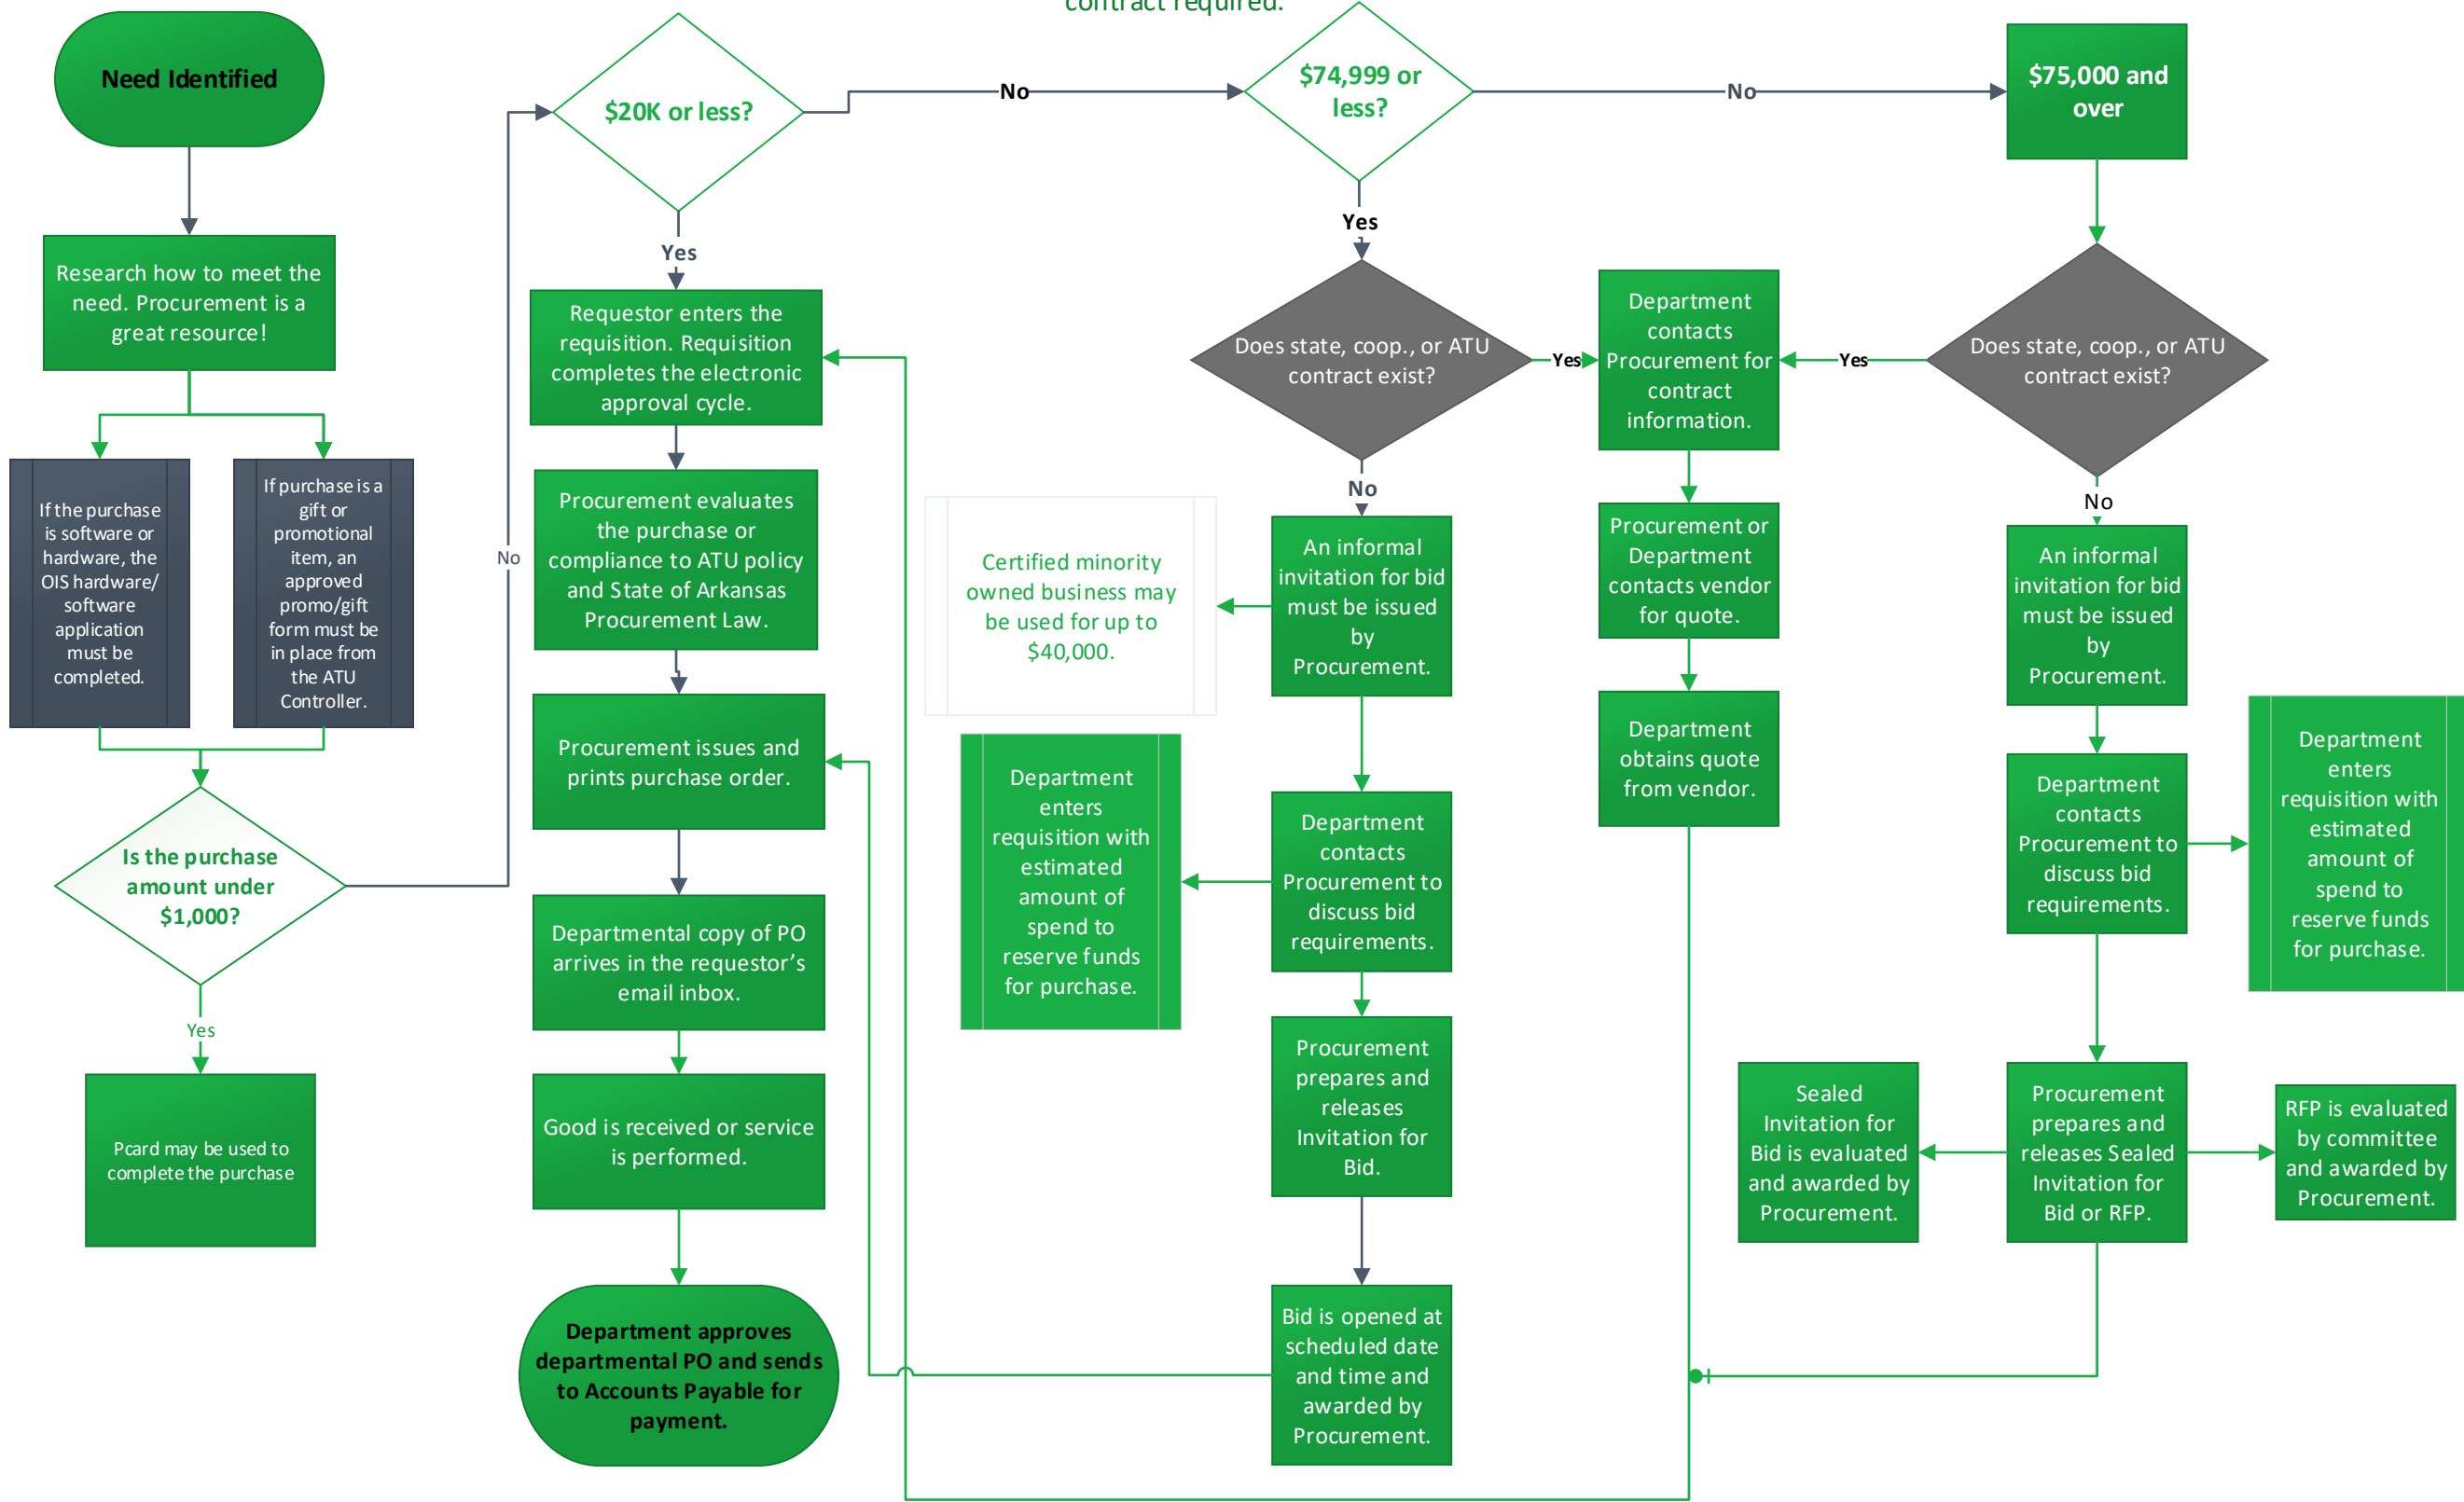 contract required.
Need Identified
$20K or less?
No
$74,999 or
less?
No
$75,000 and
over
Research how to meet the
need. Procurement is a
great resource!
Yes
Yes
Requestor enters the
requisition. Requisition
completes the electronic
approval cycle.
Does state, coop., or ATU
contract exist?
Yes
Department
contacts
Procurement for
contract
information.
Yes
Does state, coop., or ATU
contract exist?
If the purchase
is software or
hardware, the
OIS hardware/
software
application
must be
completed.
If purchase is a
gift or
promotional
item, an
approved
promo/gift
form must be
in place from
the ATU
Controller.
No
Procurement evaluates
the purchase or
compliance to ATU policy
and State of Arkansas
Procurement Law.
Certified minority
owned business may
be used for up to
$40,000.
No
An informal
invitation for bid
must be issued
by
Procurement.
Procurement or
Department
contacts vendor
for quote.
No
An informal
invitation for bid
must be issued
by
Procurement.
Is the purchase
amount under
$1,000?
Procurement issues and
prints purchase order.
Department
enters
requisition with
estimated
amount of
spend to
reserve funds
for purchase.
Department
contacts
Procurement to
discuss bid
requirements.
Department
obtains quote
from vendor.
Department
contacts
Procurement to
discuss bid
requirements.
Department
enters
requisition with
estimated
amount of
spend to
reserve funds
for purchase.
Yes
Departmental copy of PO
arrives in the requestor’s
email inbox.
Pcard may be used to
complete the purchase
Good is received or service
is performed.
Procurement
prepares and
releases
Invitation for
Bid.
Sealed
Invitation for
Bid is evaluated
and awarded by
Procurement.
Procurement
prepares and
releases Sealed
Invitation for
Bid or RFP.
RFP is evaluated
by committee
and awarded by
Procurement.
Department approves
departmental PO and sends
to Accounts Payable for
payment.
Bid is opened at
scheduled date
and time and
awarded by
Procurement.